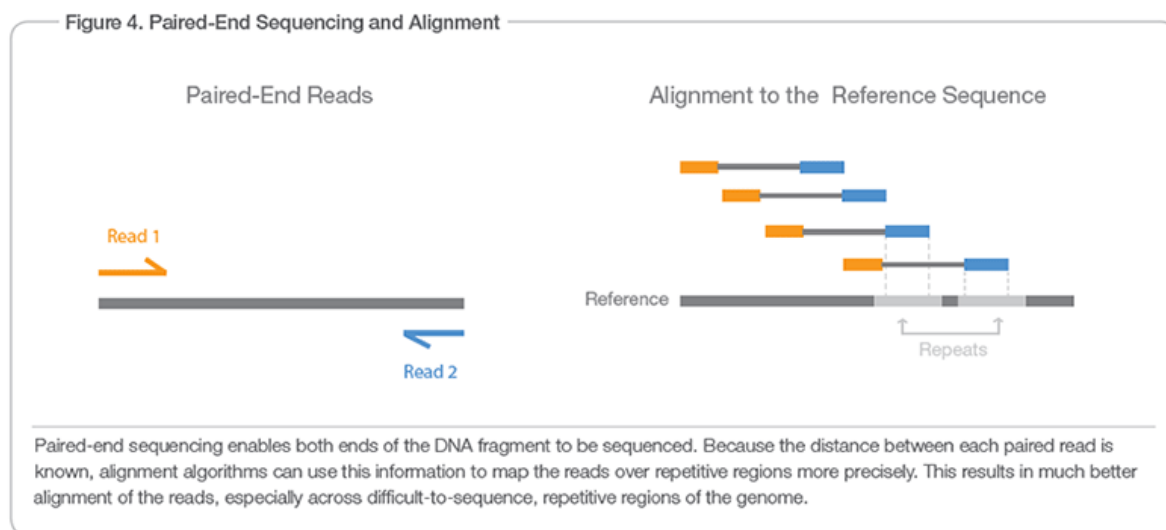 Figure 4. Paired-End Sequencing and Alignment
Paired-End Reads
Alignment to the Reference Sequence
Read 1
Read 2
Reference
Repeats
Paired-end sequencing enables both ends of the DNA fragment to be sequenced. Because the distance between each paired read is
known, alignment algorithms can use this information to map the reads over repetitive regions more precisely. This results in much better
alignment of the reads, especially across difficult-to-sequence, repetitive regions of the genome.